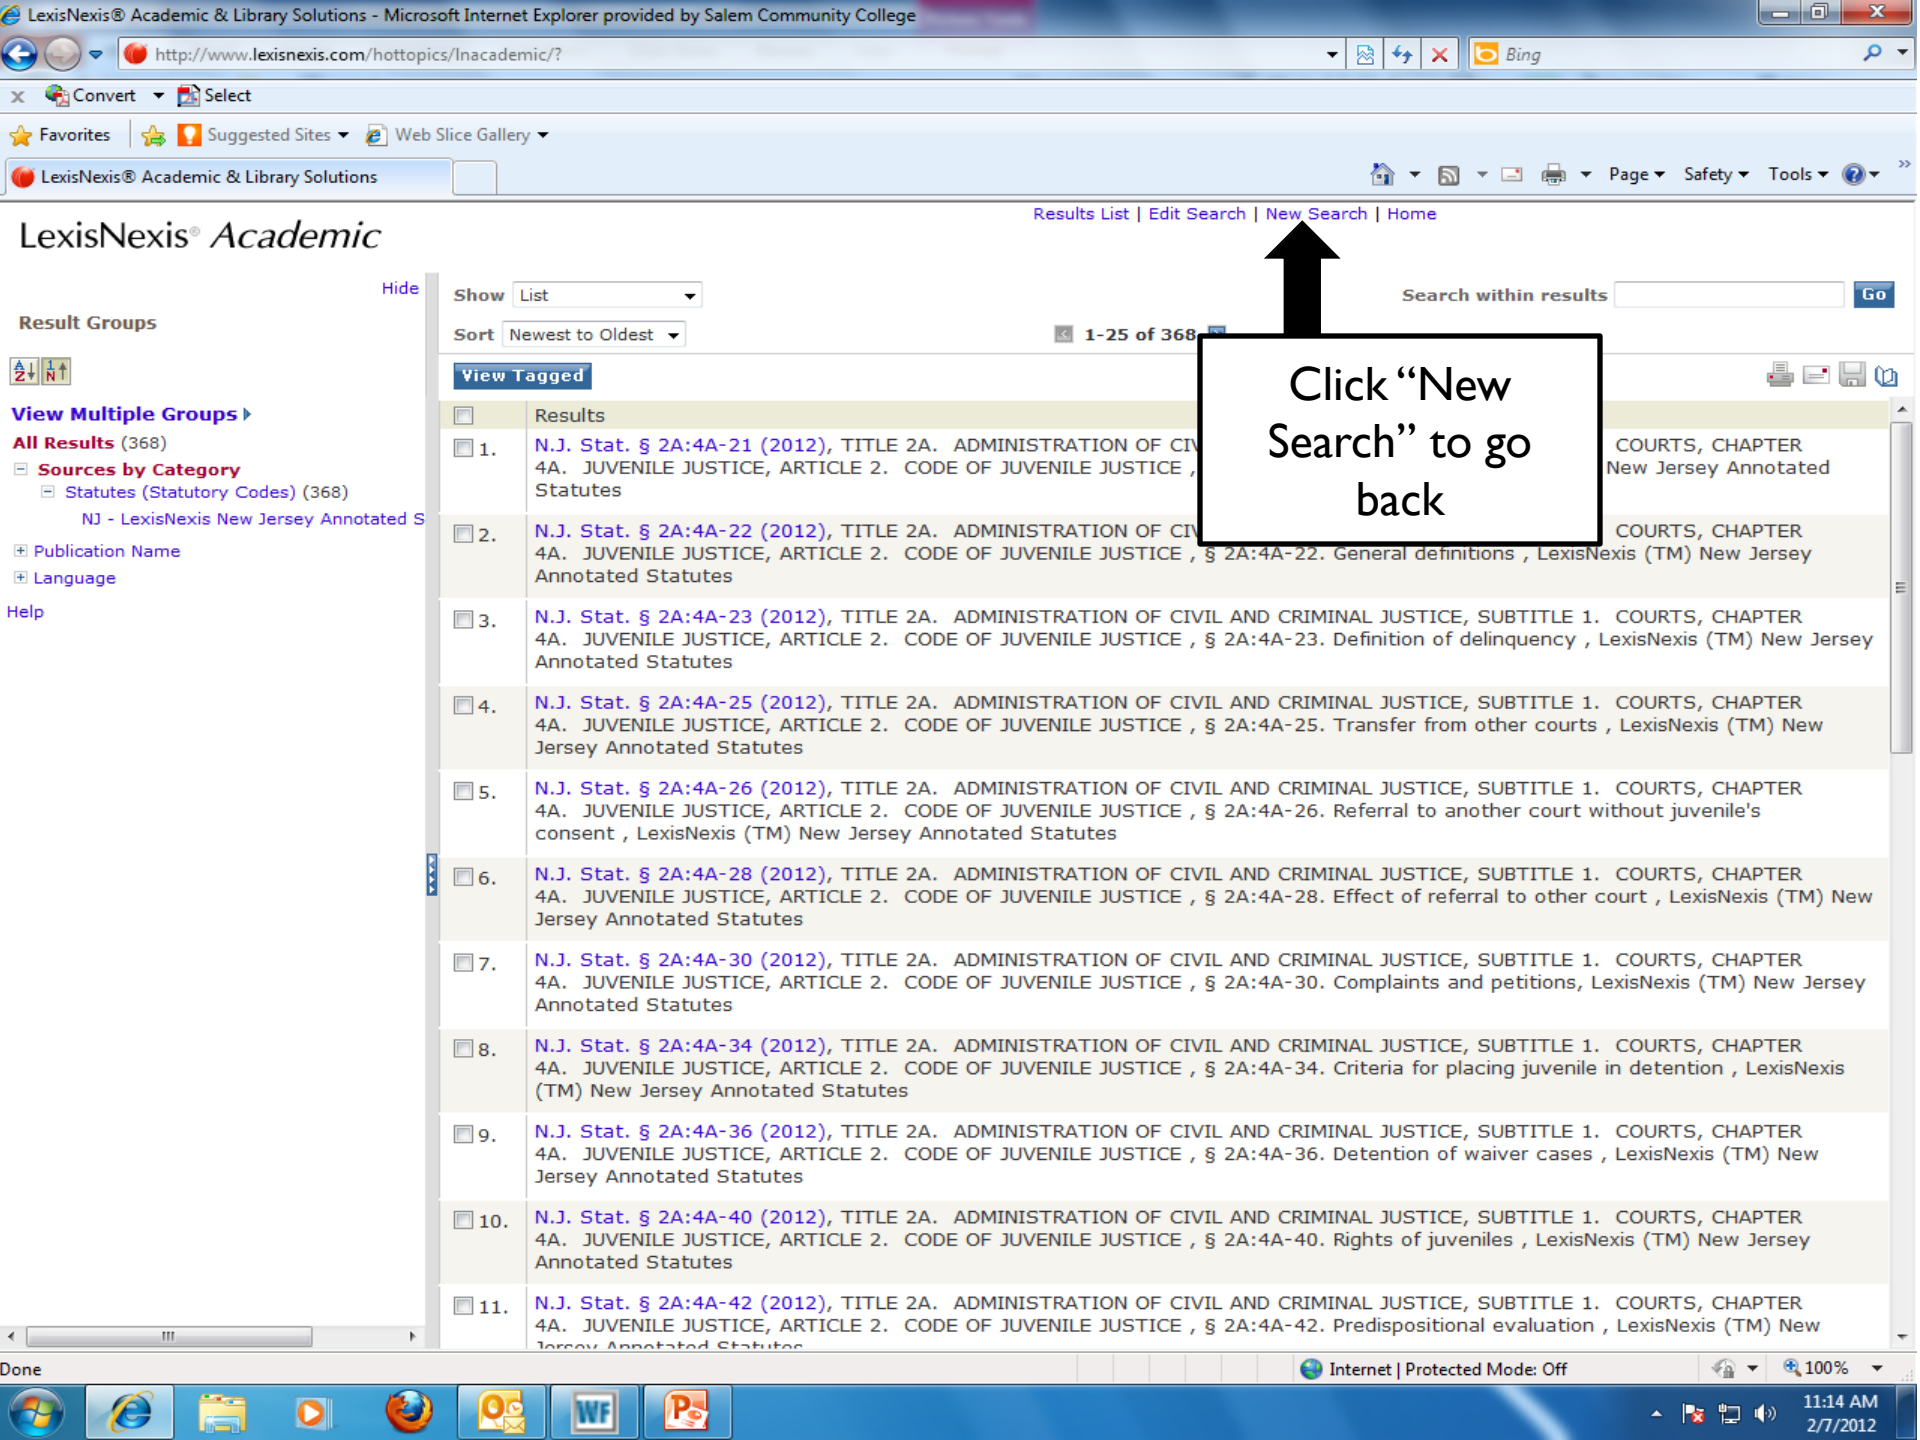 LexisNexis® Academic & Library Solutions - Microsoft Internet Explorer provided by Salem Community College
http://www.lexisnexis.com/hottopics/lnacademic/?
Bing
x Convert Select
Favorites Suggested Sites Web Slice Gallery
LexisNexis® Academic & Library Solutions
Page Safety Tools
Results List | Edit Search | New Search | Home
LexisNexis® Academic
Hide
Result Groups
View Multiple Groups
All Results (368)
Sources by Category
Statutes (Statutory Codes) (368)
NJ - LexisNexis New Jersey Annotated S
Publication Name
Language
Help
Show List
Search within results Go
Sort Newest to Oldest
1-25 of 368
View Tagged
Click “New
Search” to go
back
Results
1. N.J. Stat. § 2A:4A-21 (2012), TITLE 2A. ADMINISTRATION OF CIV COURTS, CHAPTER
4A. JUVENILE JUSTICE, ARTICLE 2. CODE OF JUVENILE JUSTICE , New Jersey Annotated
Statutes
2. N.J. Stat. § 2A:4A-22 (2012), TITLE 2A. ADMINISTRATION OF CIV COURTS, CHAPTER
4A. JUVENILE JUSTICE, ARTICLE 2. CODE OF JUVENILE JUSTICE , § 2A:4A-22. General definitions , LexisNexis (TM) New Jersey
Annotated Statutes
3. N.J. Stat. § 2A:4A-23 (2012), TITLE 2A. ADMINISTRATION OF CIVIL AND CRIMINAL JUSTICE, SUBTITLE 1. COURTS, CHAPTER
4A. JUVENILE JUSTICE, ARTICLE 2. CODE OF JUVENILE JUSTICE , § 2A:4A-23. Definition of delinquency , LexisNexis (TM) New Jersey
Annotated Statutes
4. N.J. Stat. § 2A:4A-25 (2012), TITLE 2A. ADMINISTRATION OF CIVIL AND CRIMINAL JUSTICE, SUBTITLE 1. COURTS, CHAPTER
4A. JUVENILE JUSTICE, ARTICLE 2. CODE OF JUVENILE JUSTICE , § 2A:4A-25. Transfer from other courts , LexisNexis (TM) New
Jersey Annotated Statutes
5. N.J. Stat. § 2A:4A-26 (2012), TITLE 2A. ADMINISTRATION OF CIVIL AND CRIMINAL JUSTICE, SUBTITLE 1. COURTS, CHAPTER
4A. JUVENILE JUSTICE, ARTICLE 2. CODE OF JUVENILE JUSTICE , § 2A:4A-26. Referral to another court without juvenile's
consent , LexisNexis (TM) New Jersey Annotated Statutes
6. N.J. Stat. § 2A:4A-28 (2012), TITLE 2A. ADMINISTRATION OF CIVIL AND CRIMINAL JUSTICE, SUBTITLE 1. COURTS, CHAPTER
4A. JUVENILE JUSTICE, ARTICLE 2. CODE OF JUVENILE JUSTICE , § 2A:4A-28. Effect of referral to other court , LexisNexis (TM) New
Jersey Annotated Statutes
7. N.J. Stat. § 2A:4A-30 (2012), TITLE 2A. ADMINISTRATION OF CIVIL AND CRIMINAL JUSTICE, SUBTITLE 1. COURTS, CHAPTER
4A. JUVENILE JUSTICE, ARTICLE 2. CODE OF JUVENILE JUSTICE , § 2A:4A-30. Complaints and petitions, LexisNexis (TM) New Jersey
Annotated Statutes
8. N.J. Stat. § 2A:4A-34 (2012), TITLE 2A. ADMINISTRATION OF CIVIL AND CRIMINAL JUSTICE, SUBTITLE 1. COURTS, CHAPTER
4A. JUVENILE JUSTICE, ARTICLE 2. CODE OF JUVENILE JUSTICE , § 2A:4A-34. Criteria for placing juvenile in detention , LexisNexis
(TM) New Jersey Annotated Statutes
9. N.J. Stat. § 2A:4A-36 (2012), TITLE 2A. ADMINISTRATION OF CIVIL AND CRIMINAL JUSTICE, SUBTITLE 1. COURTS, CHAPTER
4A. JUVENILE JUSTICE, ARTICLE 2. CODE OF JUVENILE JUSTICE , § 2A:4A-36. Detention of waiver cases , LexisNexis (TM) New
Jersey Annotated Statutes
10. N.J. Stat. § 2A:4A-40 (2012), TITLE 2A. ADMINISTRATION OF CIVIL AND CRIMINAL JUSTICE, SUBTITLE 1. COURTS, CHAPTER
4A. JUVENILE JUSTICE, ARTICLE 2. CODE OF JUVENILE JUSTICE , § 2A:4A-40. Rights of juveniles , LexisNexis (TM) New Jersey
Annotated Statutes
11. N.J. Stat. § 2A:4A-42 (2012), TITLE 2A. ADMINISTRATION OF CIVIL AND CRIMINAL JUSTICE, SUBTITLE 1. COURTS, CHAPTER
4A. JUVENILE JUSTICE, ARTICLE 2. CODE OF JUVENILE JUSTICE , § 2A:4A-42. Predispositional evaluation , LexisNexis (TM) New
Jersey Annotated Statutes
Done
Internet | Protected Mode: Off
100%
WF
11:14 AM
2/7/2012